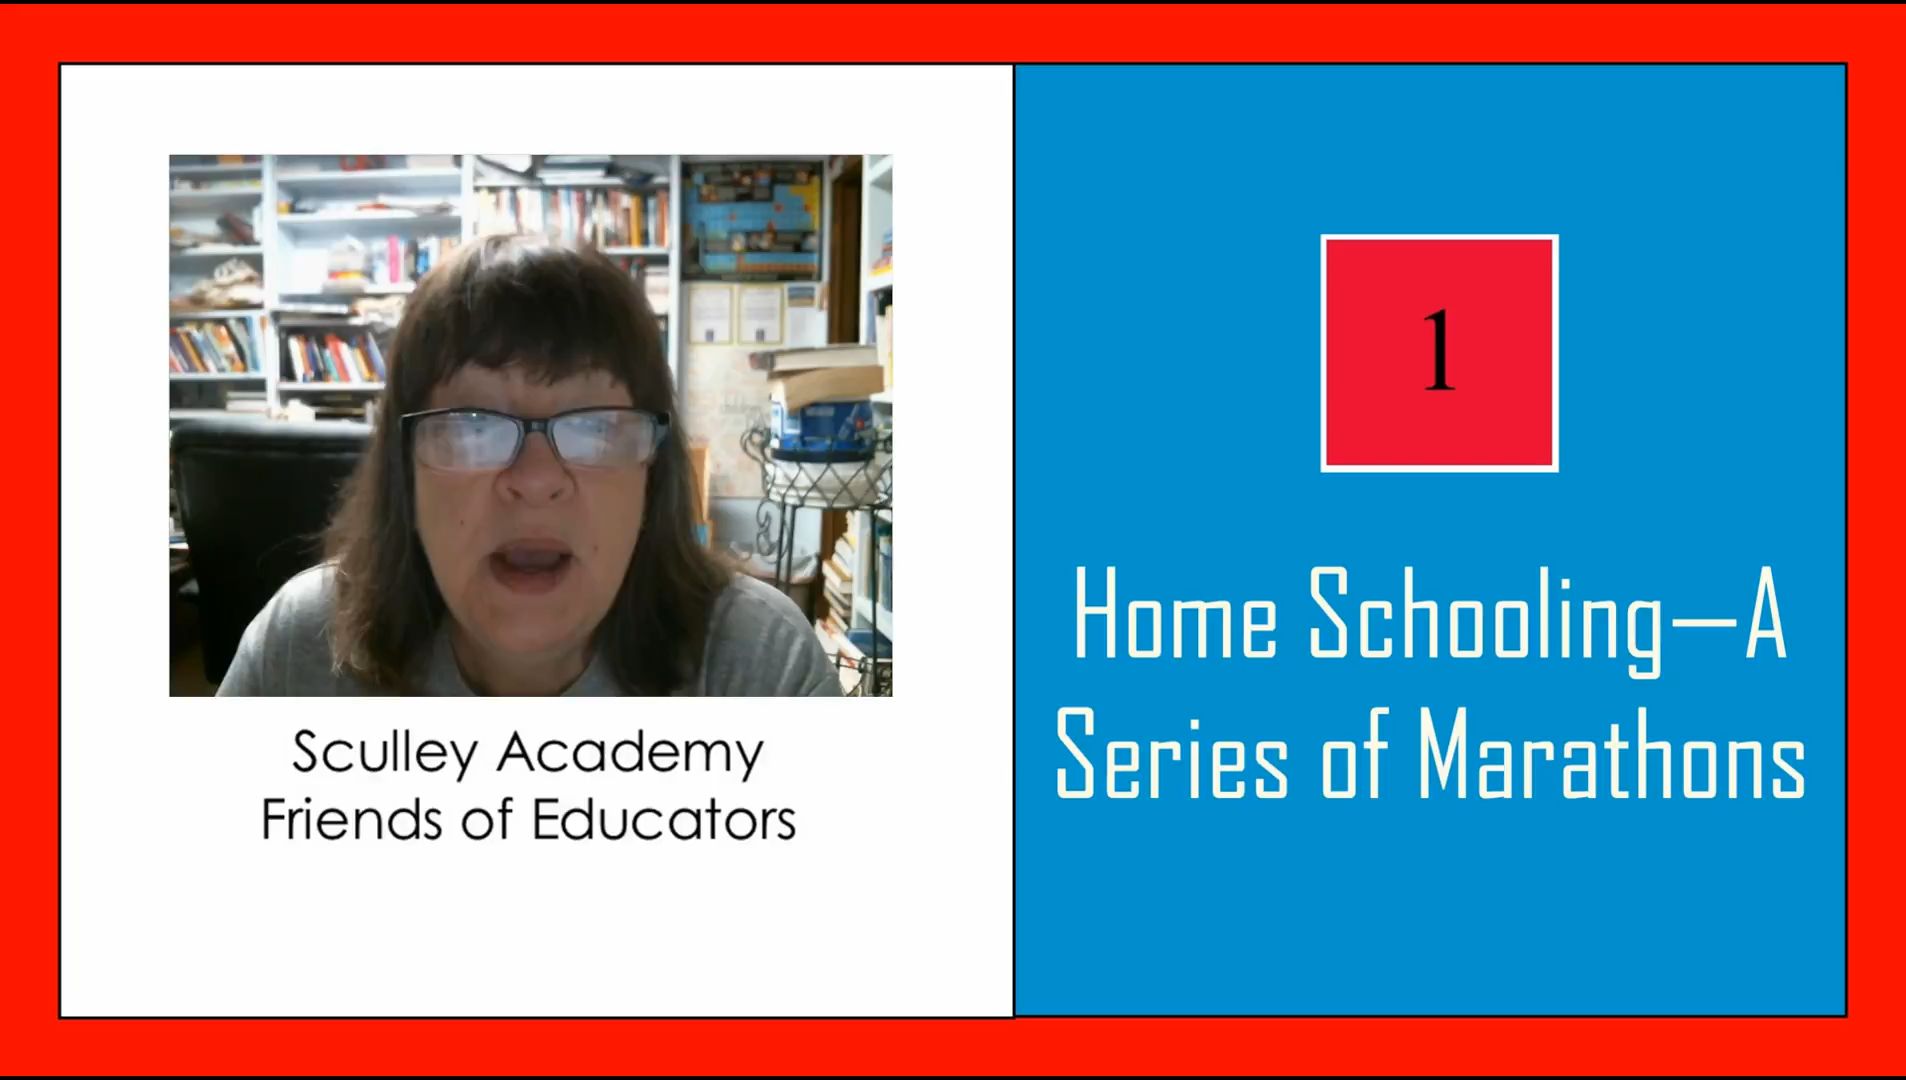 Sculley Academy
Friends of Educators
1
Home Schooling—A
Series of Marathons